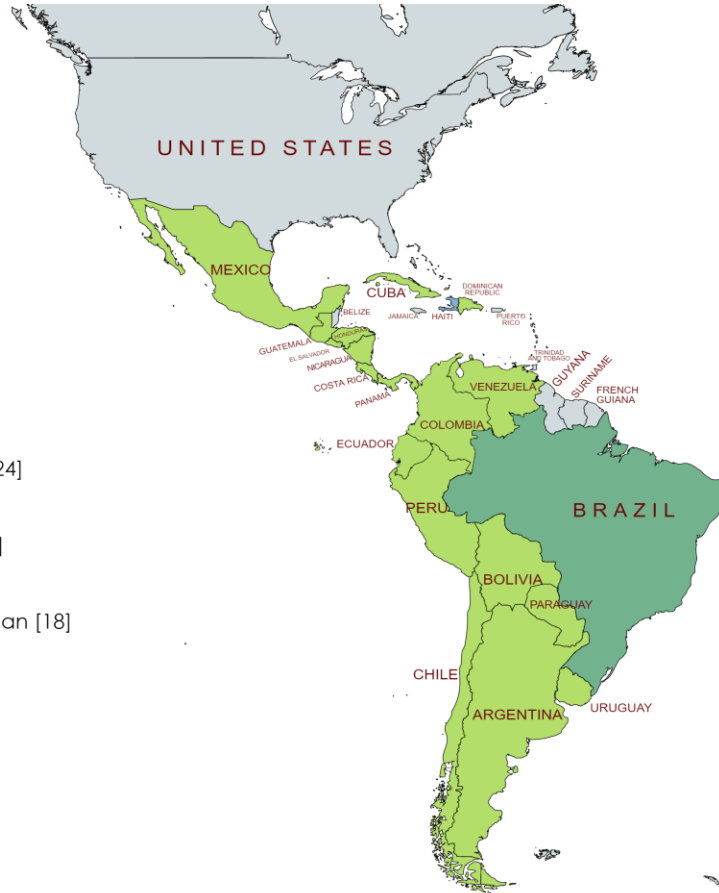 UNITED STATES
MEXICO
CUBA
DOMINICAN
REPUBLIC
JAMAICA
HAITI
PUERTO
RICO
BELIZE
HONDURAS
GUATEMALA
EL SALVADOR
NICARAGUA
COSTA RICA
PANAMA
TRINIDAD
AND TOBAGO
GUYANA
SURINAME
FRENCH
GUIANA
VENEZUELA
COLOMBIA
ECUADOR
24]
PERU
BRAZIL
]
BOLIVIA
PARAGUAY
an [18]
CHILE
URUGUAY
ARGENTINA